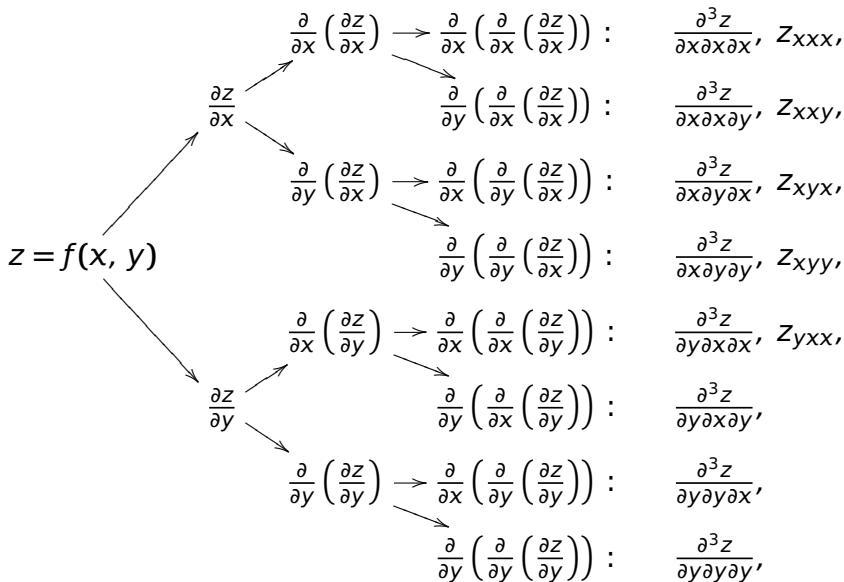 ∂/∂x (∂z/∂x) → ∂/∂x (∂/∂x (∂z/∂x)) : ∂³z/∂x∂x∂x, z_xxx,
∂z/∂x
∂/∂y (∂/∂x (∂z/∂x)) : ∂³z/∂x∂x∂y, z_xxy,
∂/∂y (∂z/∂x) → ∂/∂x (∂/∂y (∂z/∂x)) : ∂³z/∂x∂y∂x, z_xyx,
z = f(x, y)
∂/∂y (∂/∂y (∂z/∂x)) : ∂³z/∂x∂y∂y, z_xyy,
∂/∂x (∂z/∂y) → ∂/∂x (∂/∂x (∂z/∂y)) : ∂³z/∂y∂x∂x, z_yxx,
∂z/∂y
∂/∂y (∂/∂x (∂z/∂y)) : ∂³z/∂y∂x∂y,
∂/∂y (∂z/∂y) → ∂/∂x (∂/∂y (∂z/∂y)) : ∂³z/∂y∂y∂x,
∂/∂y (∂/∂y (∂z/∂y)) : ∂³z/∂y∂y∂y,